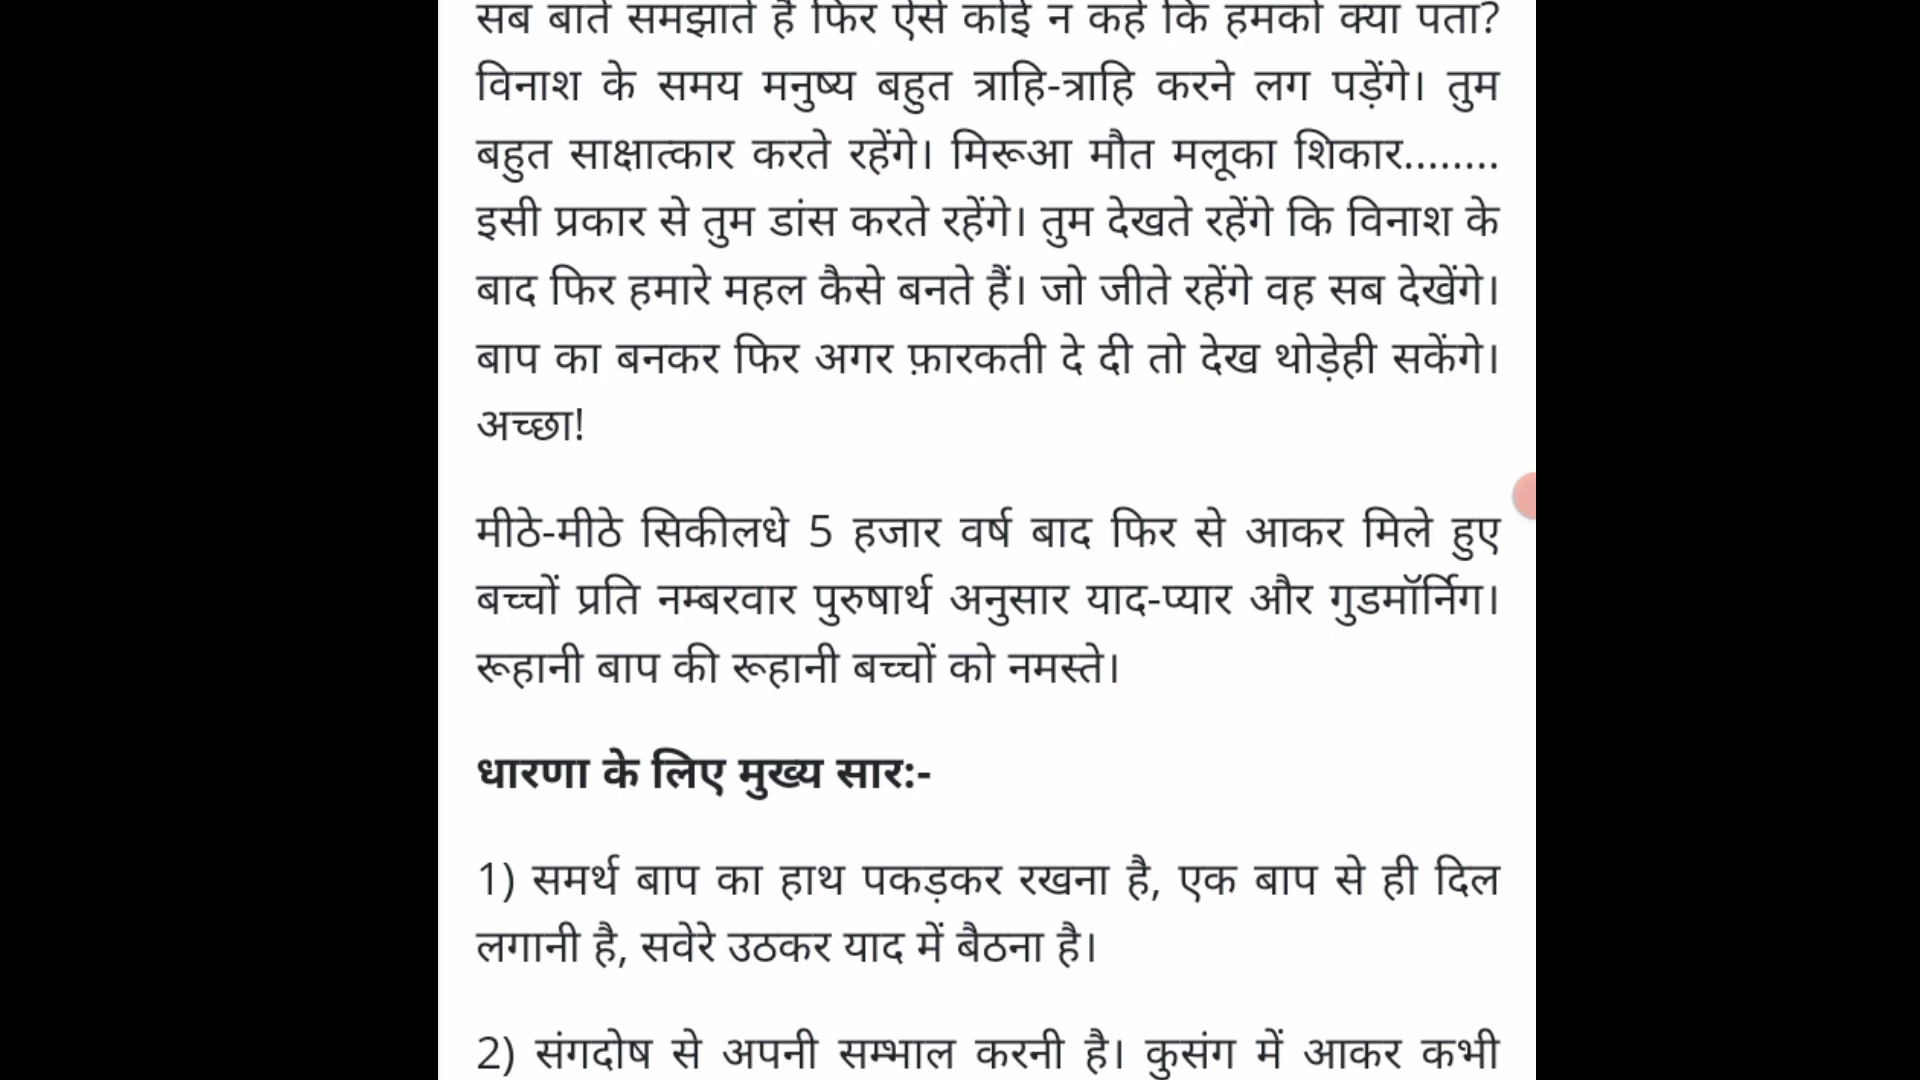 सब बातें समझाते हैं फिर ऐसे कोई न कहे कि हमको क्या पता?
विनाश के समय मनुष्य बहुत त्राहि-त्राहि करने लग पड़ेंगे। तुम
बहुत साक्षात्कार करते रहेंगे। मिरूआ मौत मलूका शिकार........
इसी प्रकार से तुम डांस करते रहेंगे। तुम देखते रहेंगे कि विनाश के
बाद फिर हमारे महल कैसे बनते हैं। जो जीते रहेंगे वह सब देखेंगे।
बाप का बनकर फिर अगर फ़ारकती दे दी तो देख थोड़ेही सकेंगे।
अच्छा!
मीठे-मीठे सिकीलधे 5 हजार वर्ष बाद फिर से आकर मिले हुए
बच्चों प्रति नम्बरवार पुरुषार्थ अनुसार याद-प्यार और गुडमॉर्निंग।
रूहानी बाप की रूहानी बच्चों को नमस्ते।
धारणा के लिए मुख्य सार:-
1) समर्थ बाप का हाथ पकड़कर रखना है, एक बाप से ही दिल
लगानी है, सवेरे उठकर याद में बैठना है।
2) संगदोष से अपनी सम्भाल करनी है। कुसंग में आकर कभी